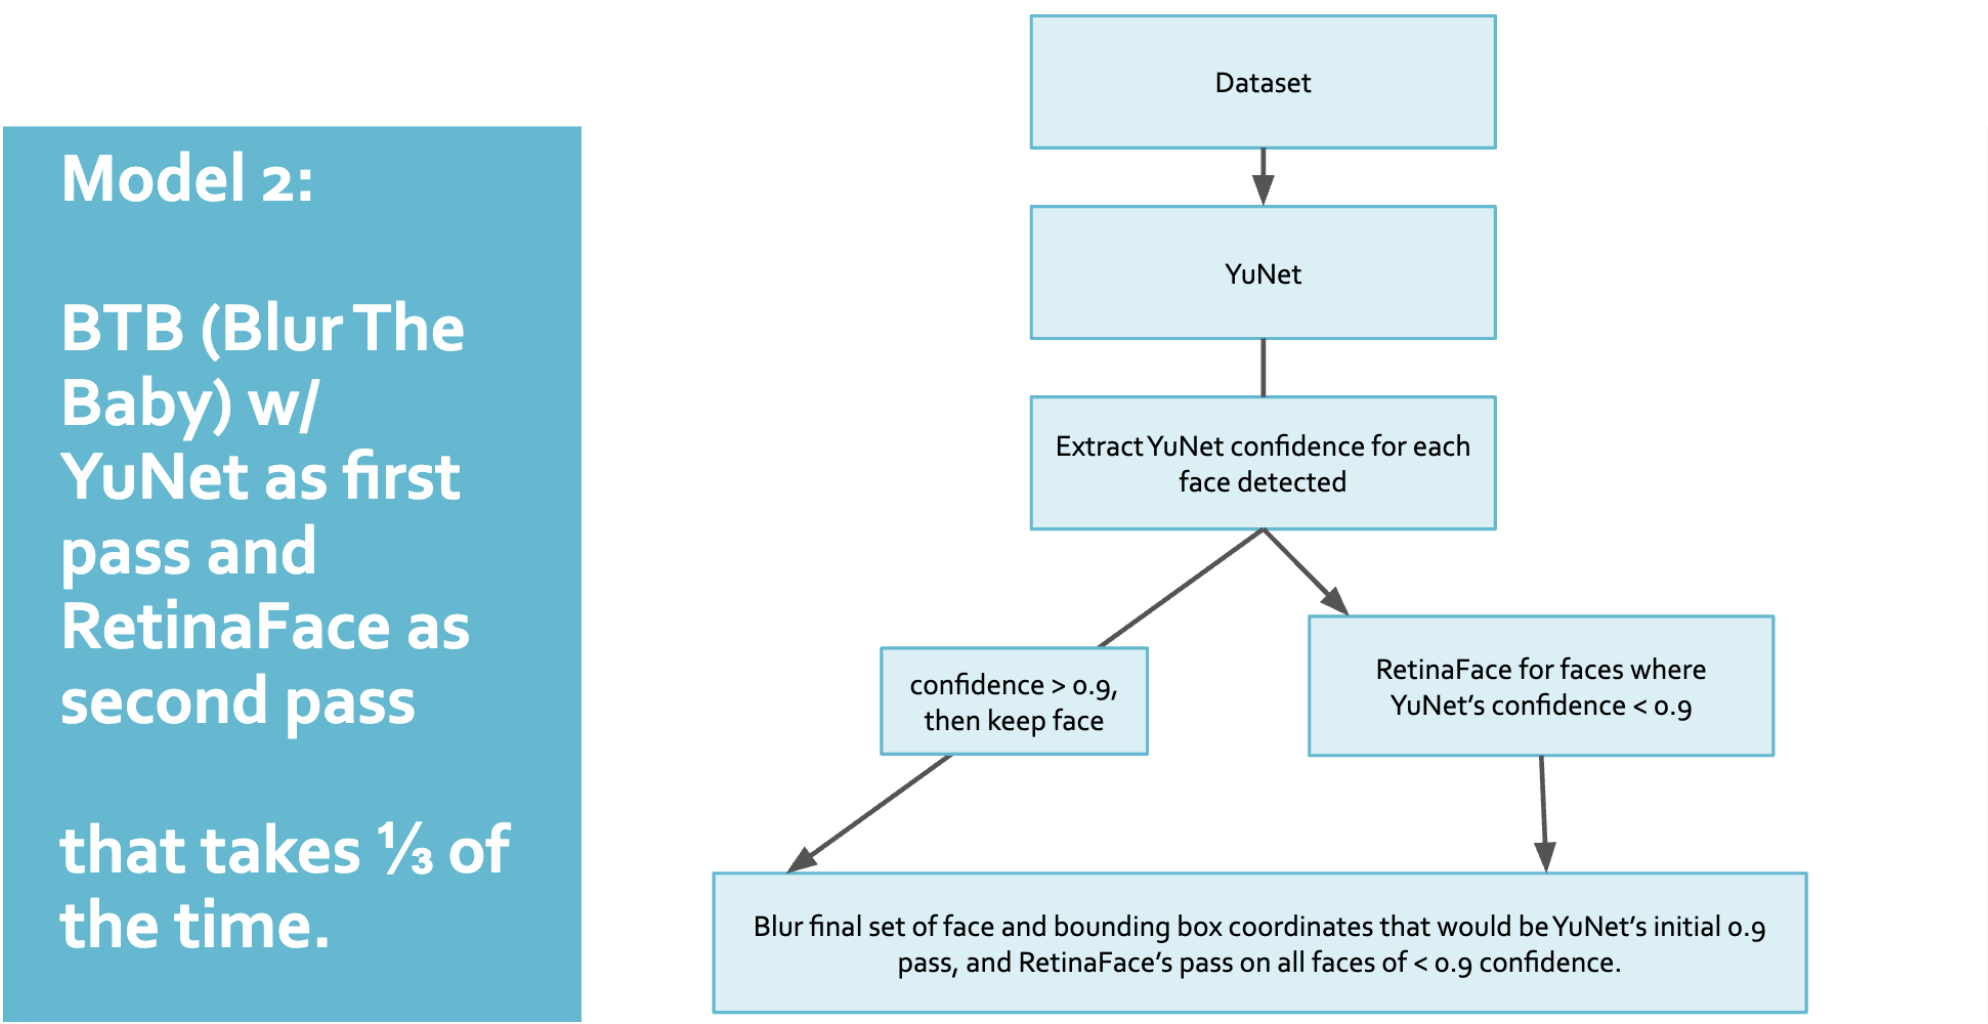 Model 2:
BTB (Blur The
Baby) w/
YuNet as first
pass and
RetinaFace as
second pass
that takes ⅓ of
the time.
Dataset
YuNet
Extract YuNet confidence for each
face detected
confidence > 0.9,
then keep face
RetinaFace for faces where
YuNet's confidence < 0.9
Blur final set of face and bounding box coordinates that would be YuNet's initial 0.9
pass, and RetinaFace's pass on all faces of < 0.9 confidence.